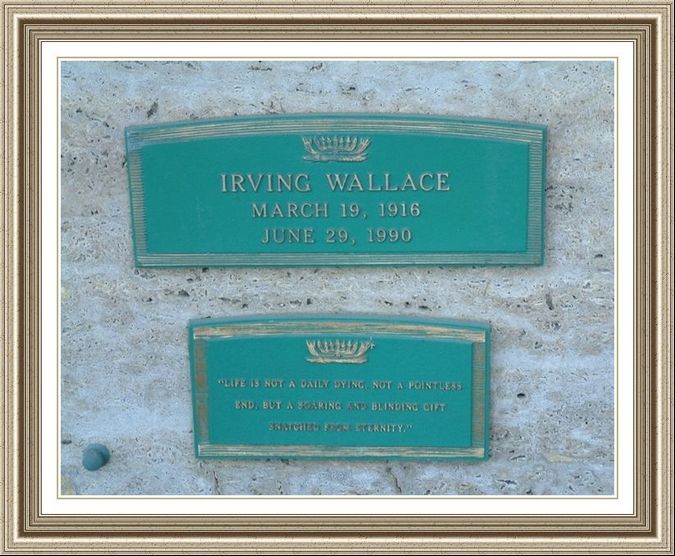 IRVING WALLACE
MARCH 19, 1916
JUNE 29, 1990
"LIFE IS NOT A DAILY DYING, NOT A POINTLESS
END, BUT A SOARING AND BLINDING GIFT
SNATCHED FROM ETERNITY."